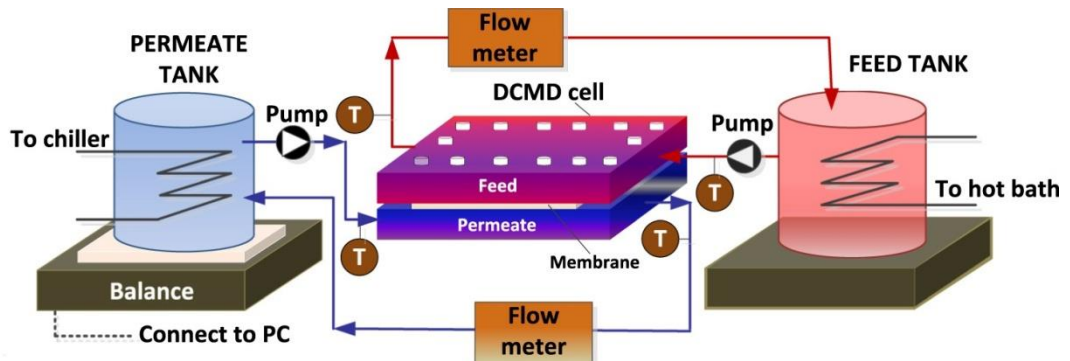 PERMEATE
TANK
To chiller
Pump
T
Flow
meter
DCMD cell
Pump
FEED TANK
Feed
T
To hot bath
Permeate
T
T
Membrane
Balance
Connect to PC
Flow
meter